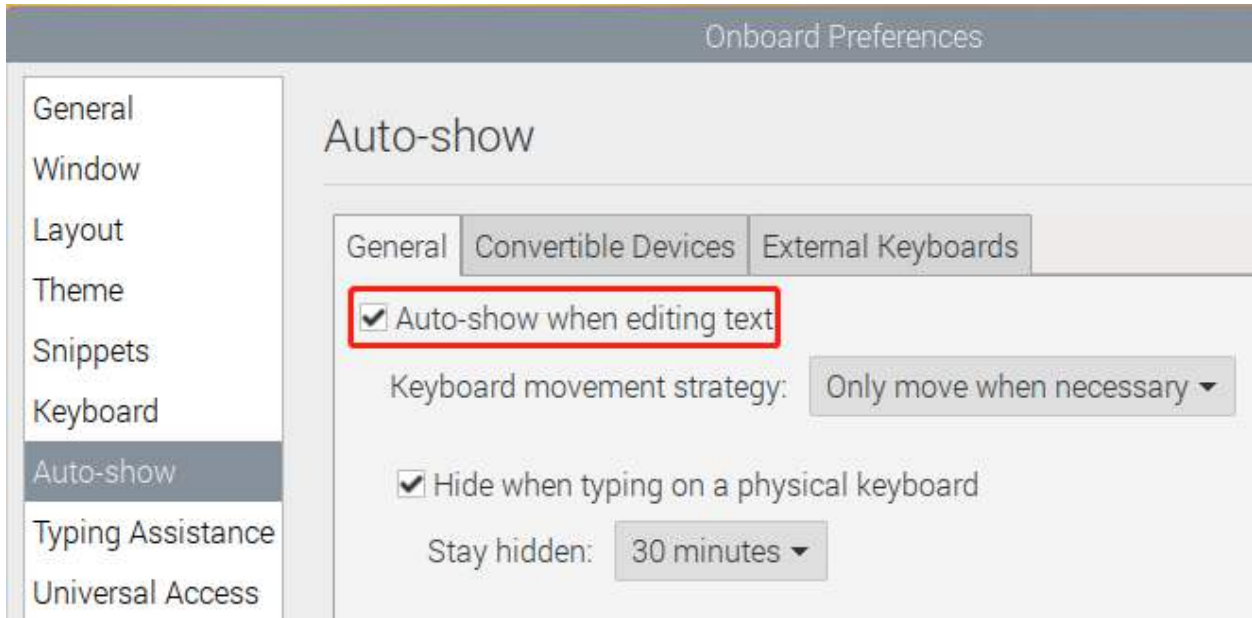 Onboard Preferences
General
Window
Layout
Theme
Snippets
Keyboard
Auto-show
Typing Assistance
Universal Access
Auto-show
General Convertible Devices External Keyboards
Auto-show when editing text
Keyboard movement strategy: Only move when necessary
Hide when typing on a physical keyboard
Stay hidden: 30 minutes